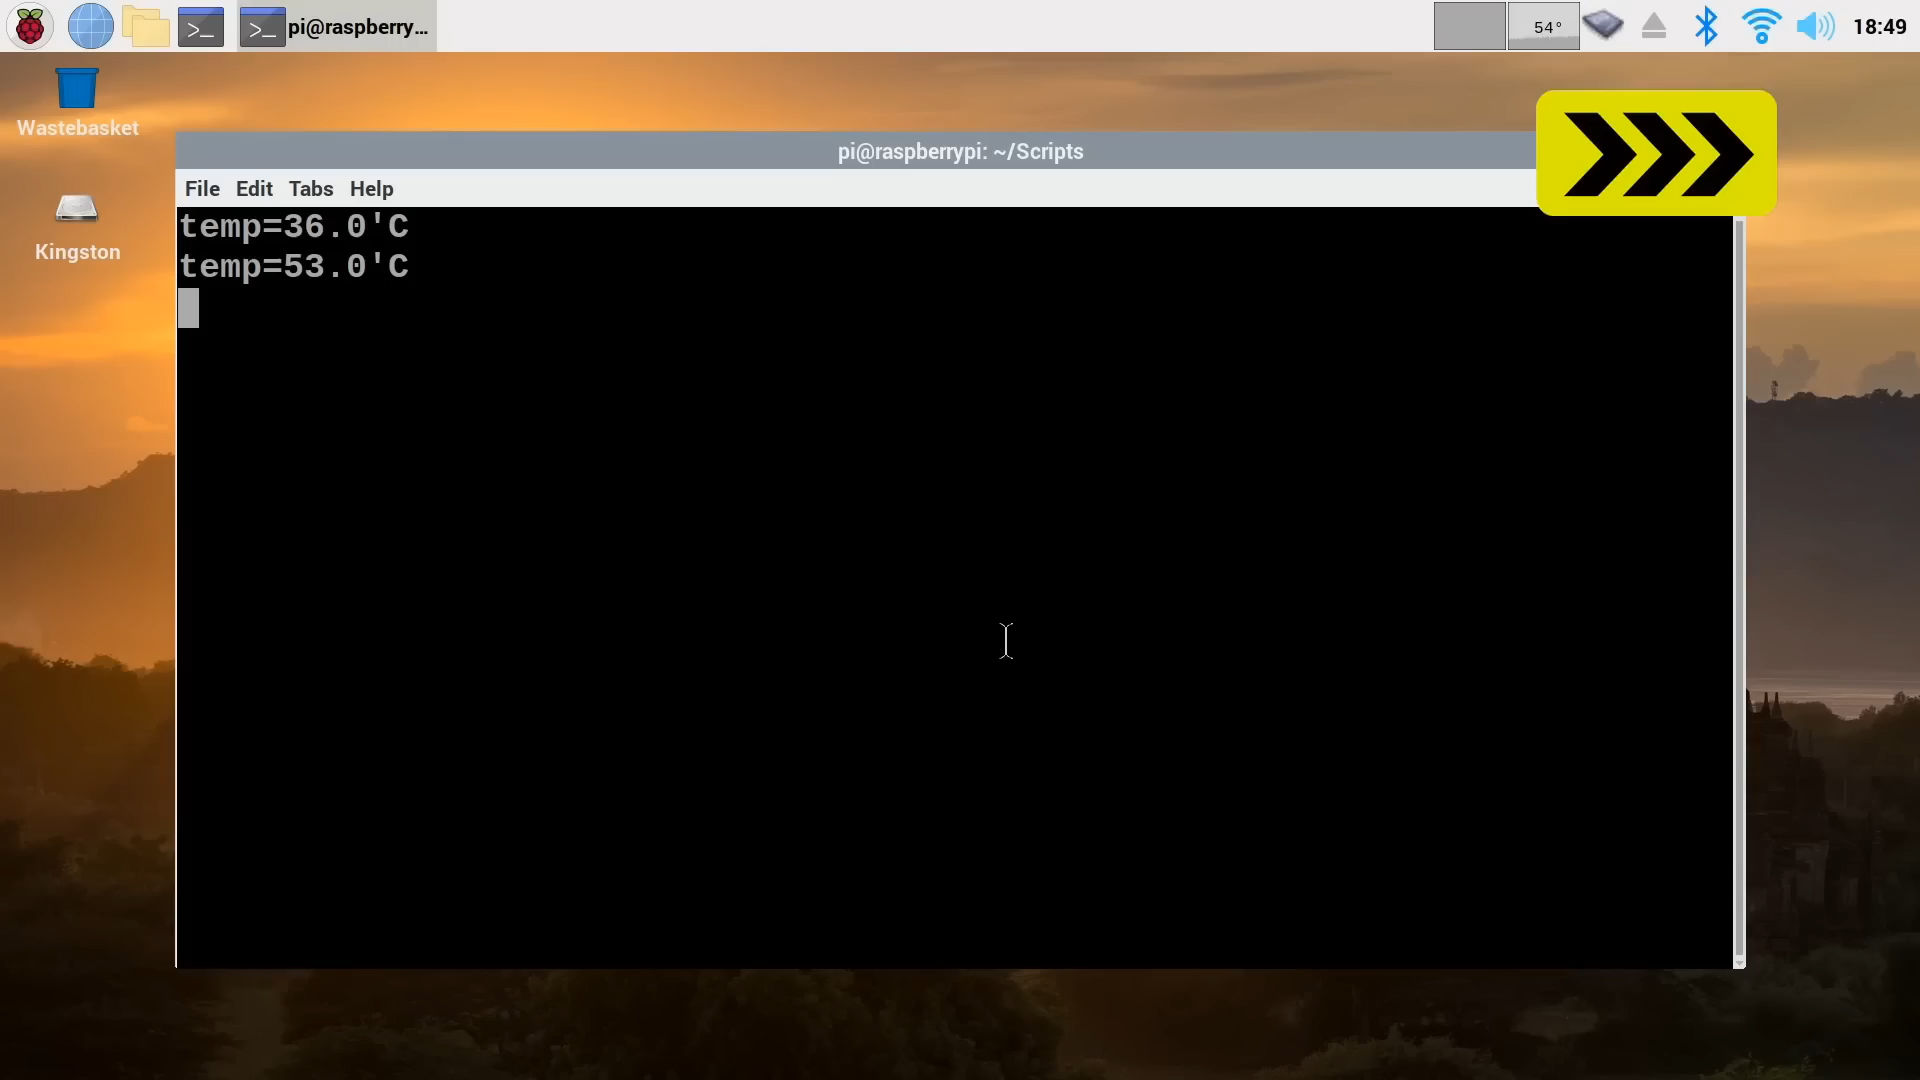 pi@raspberry...
54°
18:49
Wastebasket
pi@raspberrypi: ~/Scripts
File Edit Tabs Help
temp=36.0'C
temp=53.0'C
Kingston